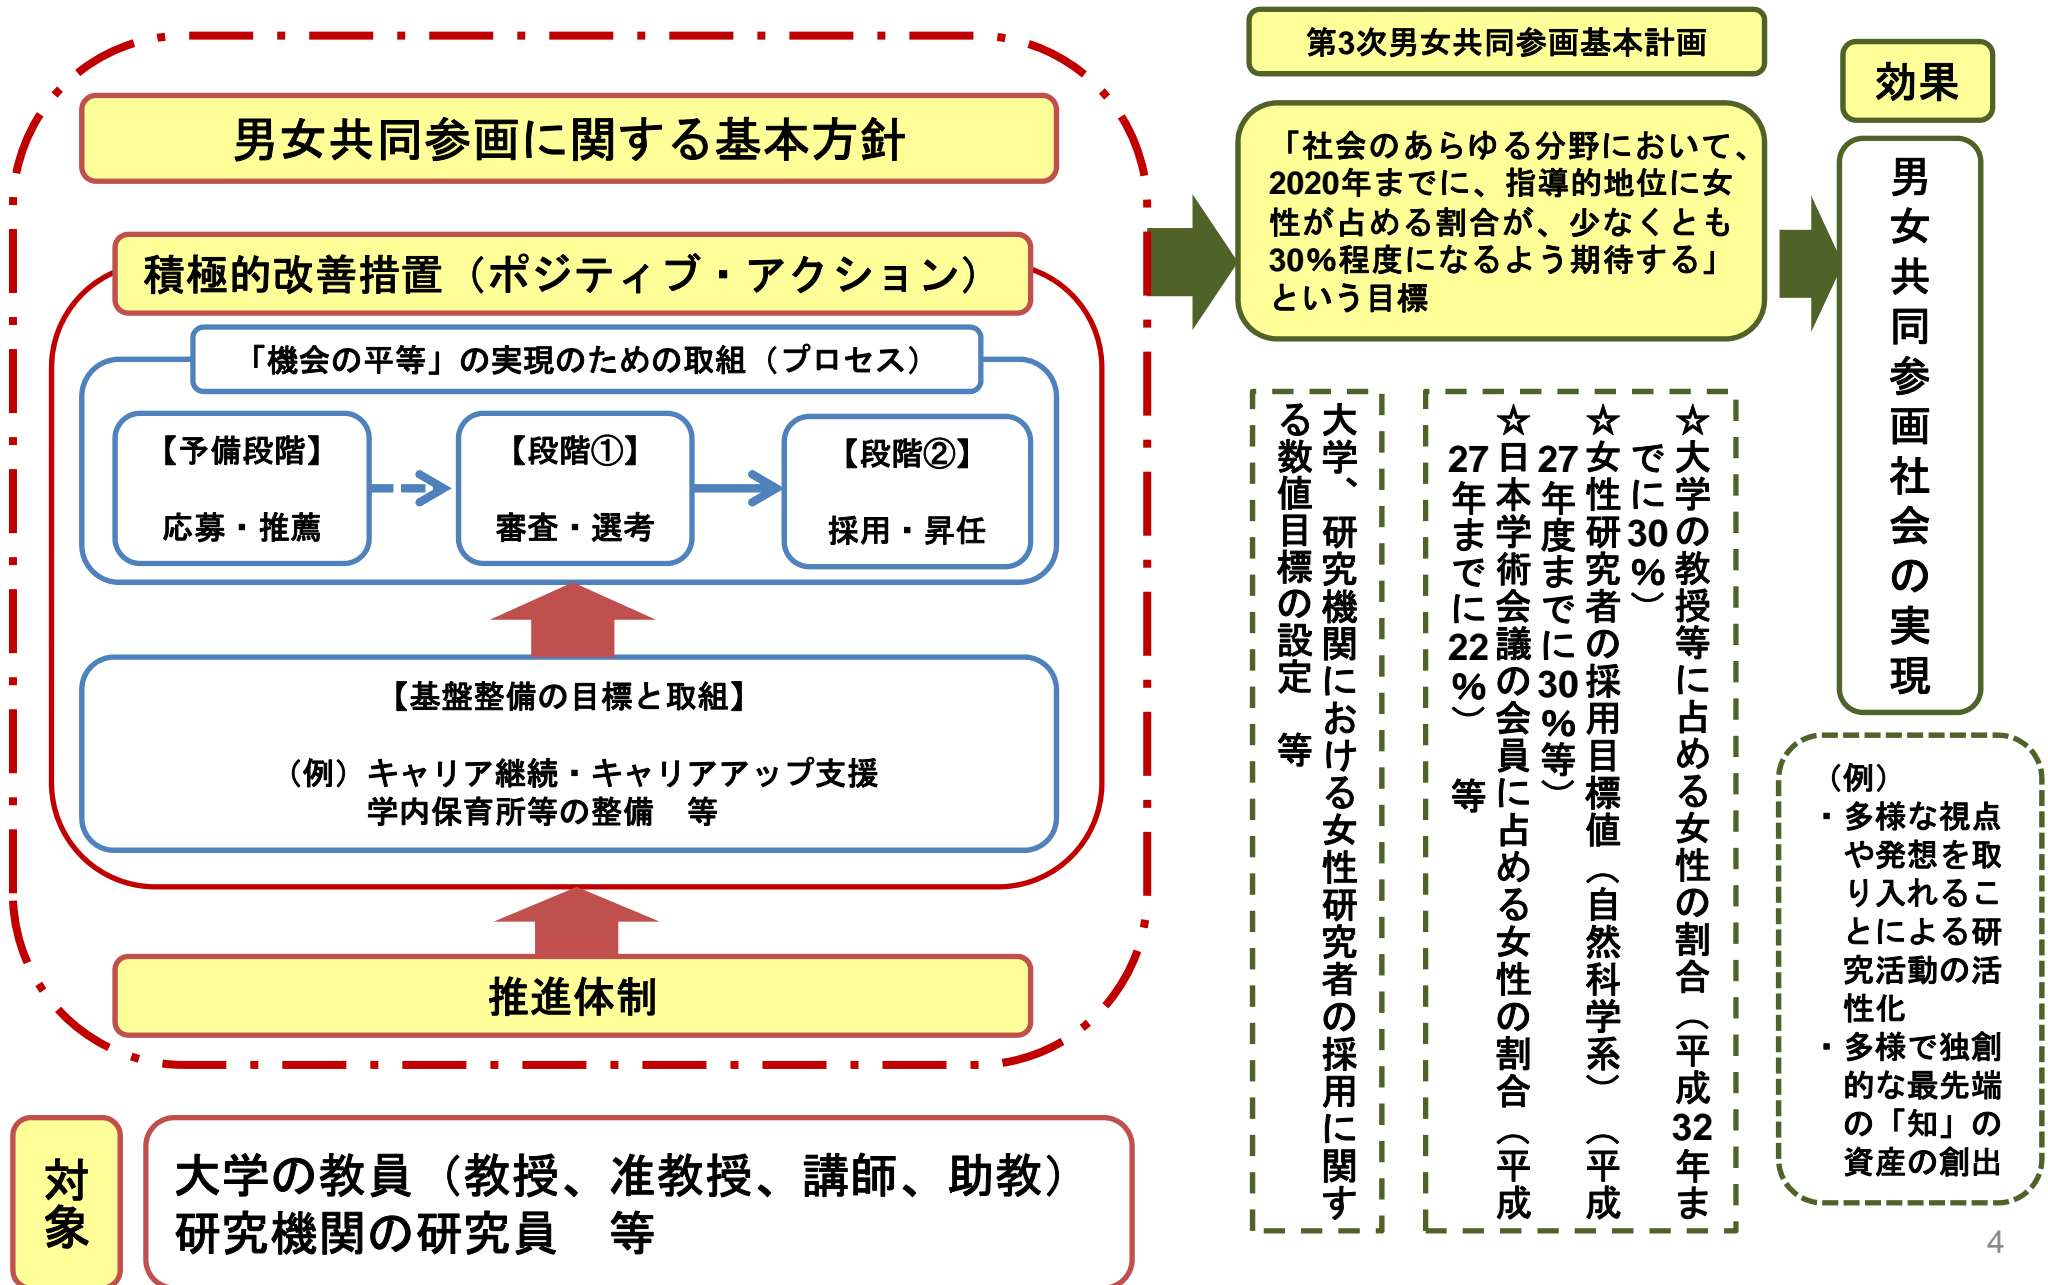 男女共同参画に関する基本方針
積極的改善措置（ポジティブ・アクション）
「機会の平等」の実現のための取組（プロセス）
【予備段階】
応募・推薦
【段階①】
審査・選考
【段階②】
採用・昇任
【基盤整備の目標と取組】
（例）キャリア継続・キャリアアップ支援
学内保育所等の整備　等
推進体制
対象
大学の教員（教授、准教授、講師、助教）
研究機関の研究員　等
第3次男女共同参画基本計画
「社会のあらゆる分野において、
2020年までに、指導的地位に女
性が占める割合が、少なくとも
30%程度になるよう期待する」
という目標
☆大学の教授等に占める女性の割合（平成32年ま
でに30%）
☆女性研究者の採用目標値（自然科学系）（平成
27年度までに30%等）
☆日本学術会議の会員に占める女性の割合（平成
27年までに22%）　等
大学、研究機関における女性研究者の採用に関す
る数値目標の設定　等
効果
男女共同参画社会の実現
（例）
・多様な視点
や発想を取
り入れるこ
とによる研
究活動の活
性化
・多様で独創
的な最先端
の「知」の
資産の創出
4